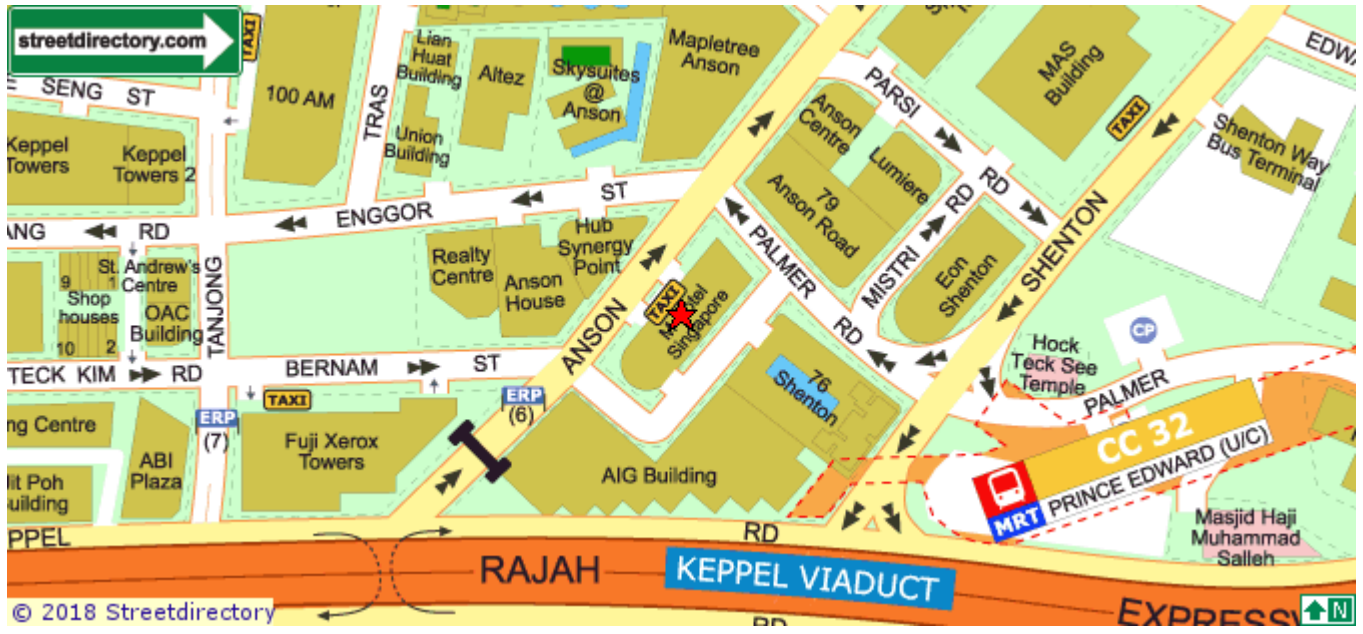 streetdirectory.com
TAXI
SENG ST
Keppel
Towers
Keppel
Towers 2
100 AM
TRAS
Lian
Huat
Building
Union
Building
Altez
Skysuites
@
Anson
Mapletree
Anson
PARSI
RD
Anson
Centre
Lumiere
79
Anson Road
MAS
Building
TAXI
Shenton Way
Bus Terminal
ANG RD
ENGGOR ST
Hub
Synergy
Point
Realty
Centre
Anson
House
PALMER
RD
MISTRI RD
Eon
Shenton
SHENTON
9 1
Shop
houses
10 2
St. Andrew's
Centre
OAC
Building
TANJONG
ANSON
TAXI
Singapore
CP
Hock
Teck See
Temple
PALMER
TECK KIM RD
BERNAM ST
TAXI
ERP
(7)
ERP
(6)
76
Shenton
CC 32
PRINCE EDWARD (U/C)
MRT
ng Centre
ABI
Plaza
Jit Poh
Building
Fuji Xerox
Towers
AIG Building
Masjid Haji
Muhammad
Salleh
PPEL
RD
RAJAH
KEPPEL VIADUCT
EXPRESSV
RD
© 2018 Streetdirectory
N